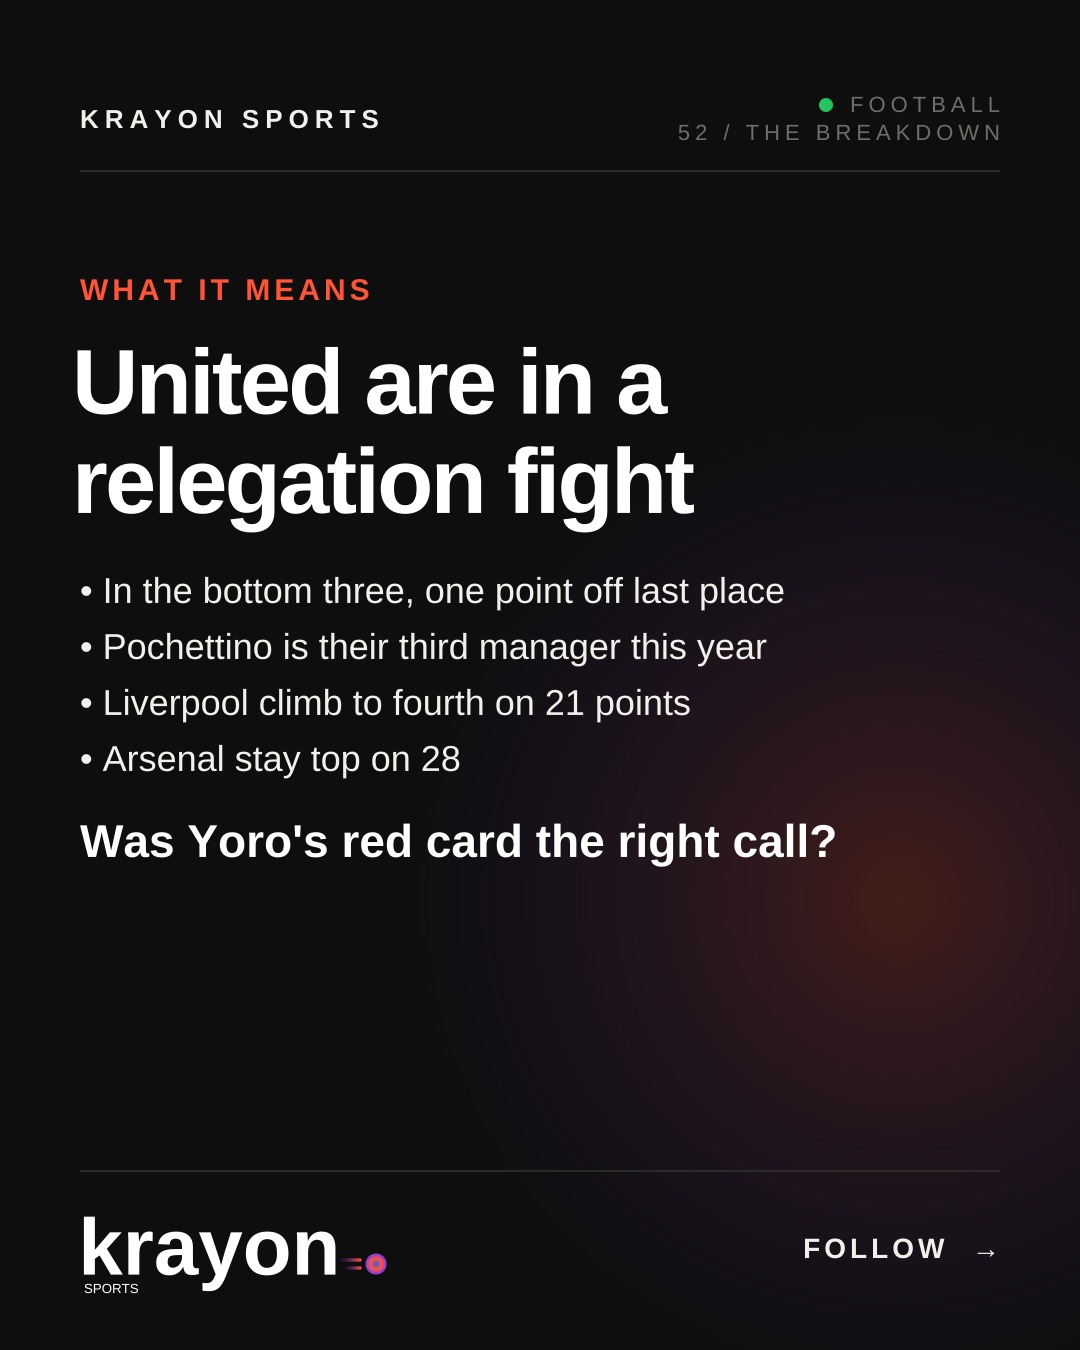 KRAYON SPORTS
● FOOTBALL
52 / THE BREAKDOWN
WHAT IT MEANS
United are in a
relegation fight
• In the bottom three, one point off last place
• Pochettino is their third manager this year
• Liverpool climb to fourth on 21 points
• Arsenal stay top on 28
Was Yoro's red card the right call?
krayon
SPORTS
FOLLOW →